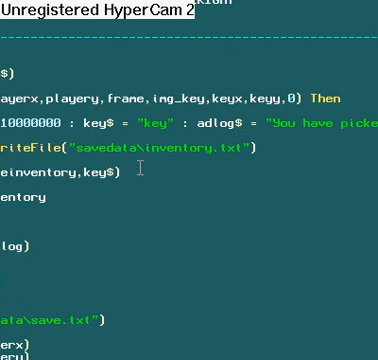 Unregistered HyperCam 2
$)
ayerx,playery,frame,img_key,keyx,keyy,0) Then
10000000 : key$ = "key" : adlog$ = "You have picke
riteFile("savedata\inventory.txt")
einventory,key$)
entory
log)
ata\save.txt")
erx)
ery)